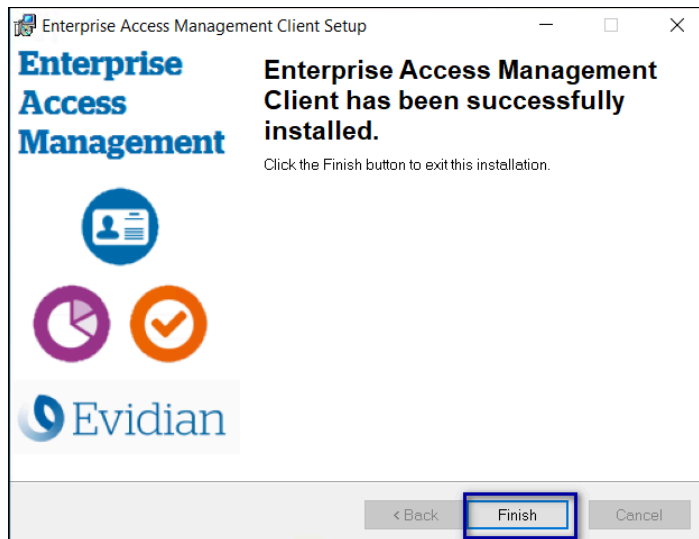 Enterprise Access Management Client Setup
Enterprise
Access
Management
Enterprise Access Management
Client has been successfully
installed.
Click the Finish button to exit this installation.
Evidian
< Back
Finish
Cancel